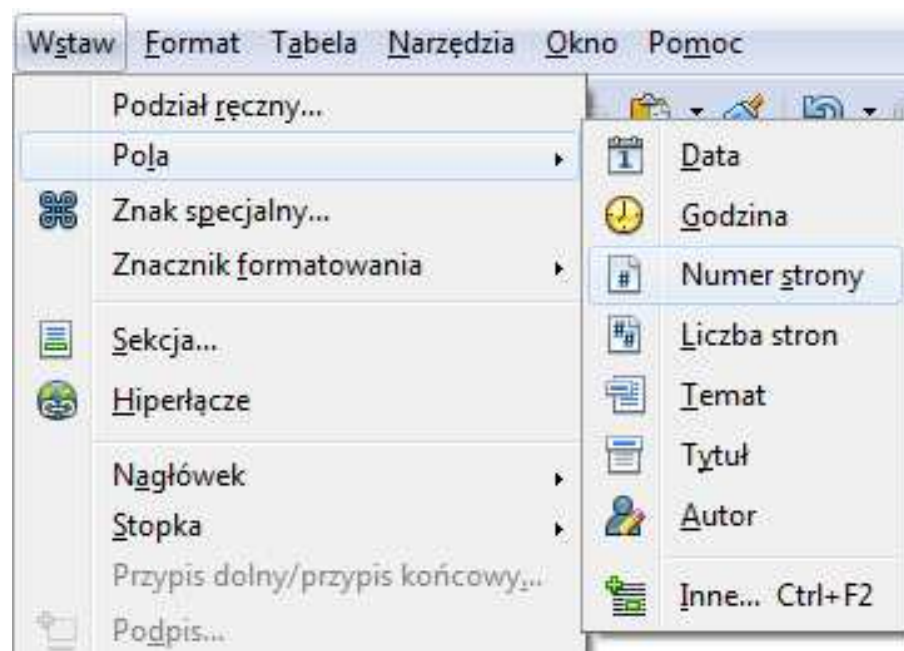 Wstaw Format Tabela Narzędzia Okno Pomoc
Podział ręczny...
Pola
Znak specjalny...
Znacznik formatowania
Sekcja...
Hiperłącze
Nagłówek
Stopka
Przypis dolny/przypis końcowy...
Podpis...
Data
Godzina
Numer strony
Liczba stron
Temat
Tytuł
Autor
Inne... Ctrl+F2